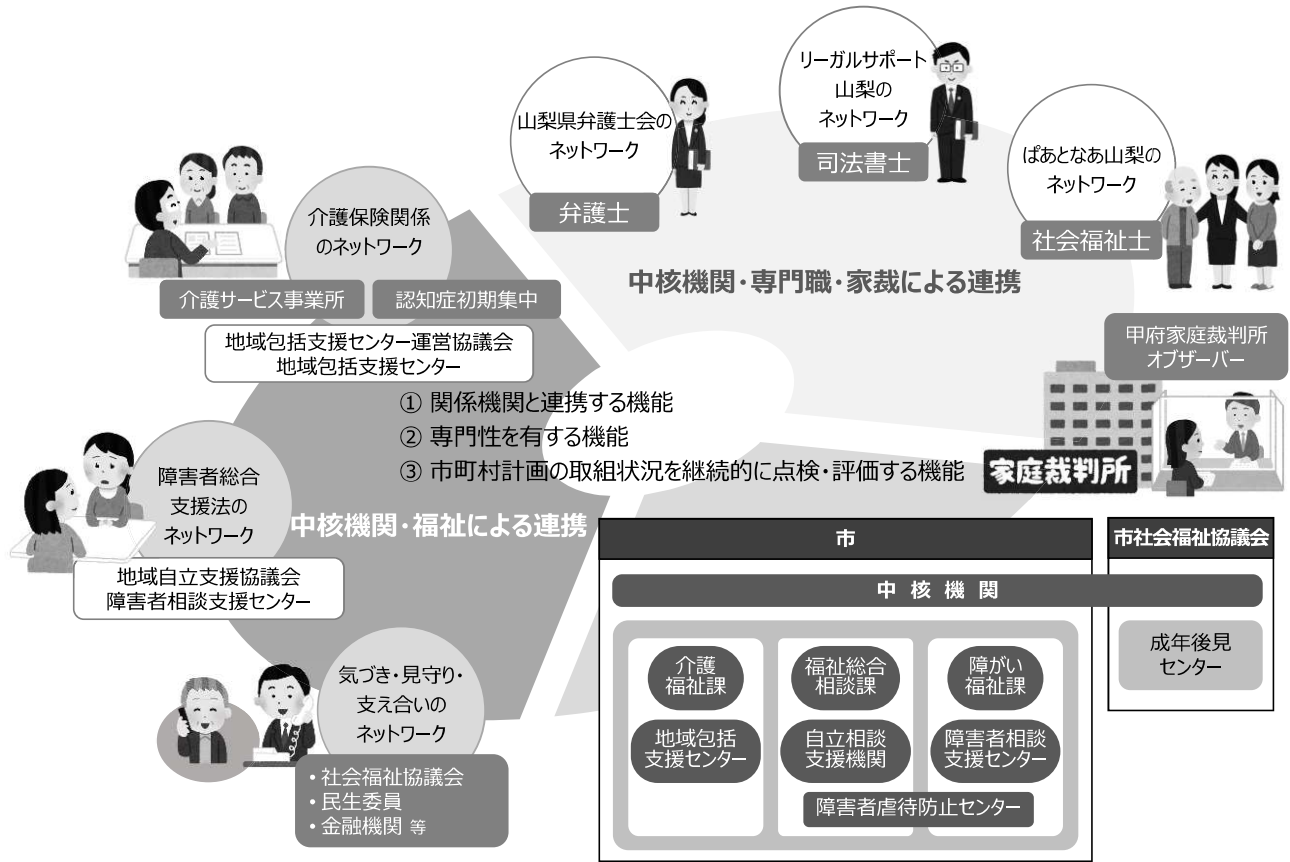 リーガルサポート
山梨の
ネットワーク
司法書士
山梨県弁護士会の
ネットワーク
弁護士
ぱあとなあ山梨の
ネットワーク
社会福祉士
介護保険関係
のネットワーク
介護サービス事業所
認知症初期集中
地域包括支援センター運営協議会
地域包括支援センター
中核機関・専門職・家裁による連携
甲府家庭裁判所
オブザーバー
家庭裁判所
① 関係機関と連携する機能
② 専門性を有する機能
③ 市町村計画の取組状況を継続的に点検・評価する機能
障害者総合
支援法の
ネットワーク
地域自立支援協議会
障害者相談支援センター
中核機関・福祉による連携
気づき・見守り・
支え合いの
ネットワーク
・社会福祉協議会
・民生委員
・金融機関 等
市
市社会福祉協議会
中核機関
介護
福祉課
福祉総合
相談課
障がい
福祉課
地域包括
支援センター
自立相談
支援機関
障害者相談
支援センター
障害者虐待防止センター
成年後見
センター